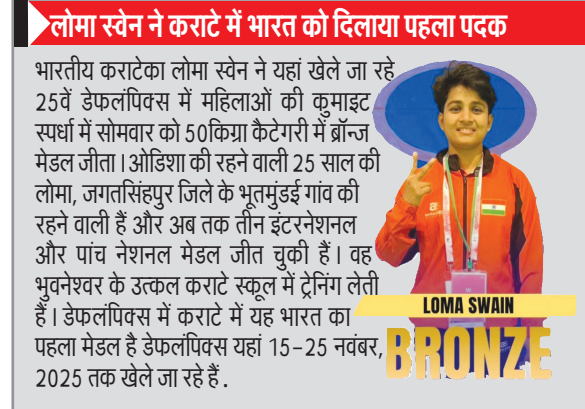 लोमा स्वेन ने कराटे में भारत को दिलाया पहला पदक
भारतीय कराटेका लोमा स्वेन ने यहां खेले जा रहे
25वें डेफलंपिक्स में महिलाओं की कुमाइट
स्पर्धा में सोमवार को 50किग्रा कैटेगरी में ब्रॉन्ज
मेडल जीता। ओडिशा की रहने वाली 25 साल की
लोमा, जगतसिंहपुर जिले के भूतमुंडई गांव की
रहने वाली हैं और अब तक तीन इंटरनेशनल
और पांच नेशनल मेडल जीत चुकी हैं। वह
भुवनेश्वर के उत्कल कराटे स्कूल में ट्रेनिंग लेती
हैं। डेफलंपिक्स में कराटे में यह भारत का
पहला मेडल है डेफलंपिक्स यहां 15-25 नवंबर,
2025 तक खेले जा रहे हैं.
LOMA SWAIN
BRONZE